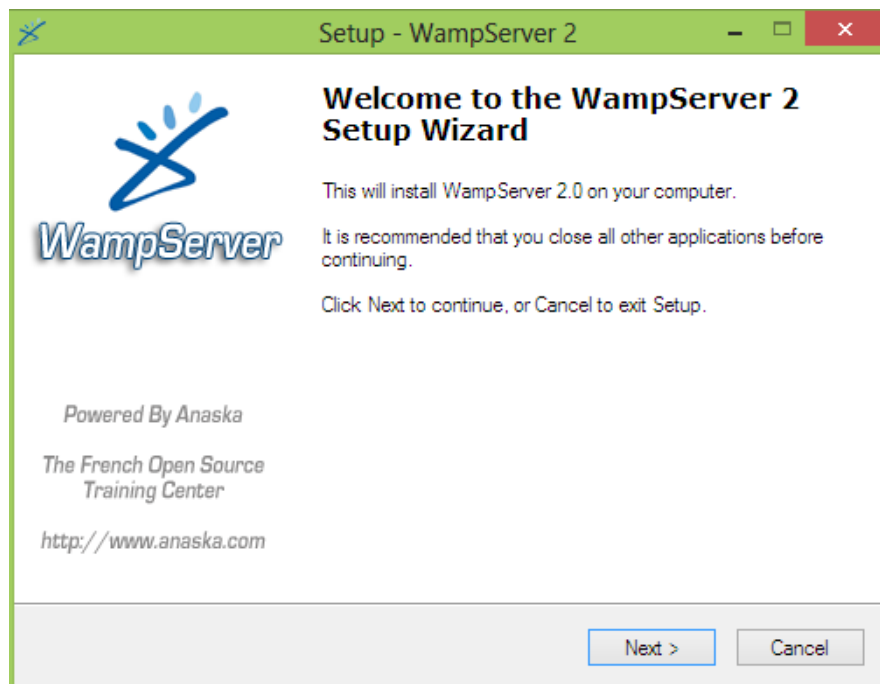 Setup - WampServer 2
Welcome to the WampServer 2
Setup Wizard
This will install WampServer 2.0 on your computer.
It is recommended that you close all other applications before
continuing.
Click Next to continue, or Cancel to exit Setup.
WampServer
Powered By Anaska
The French Open Source
Training Center
http://www.anaska.com
Next >
Cancel